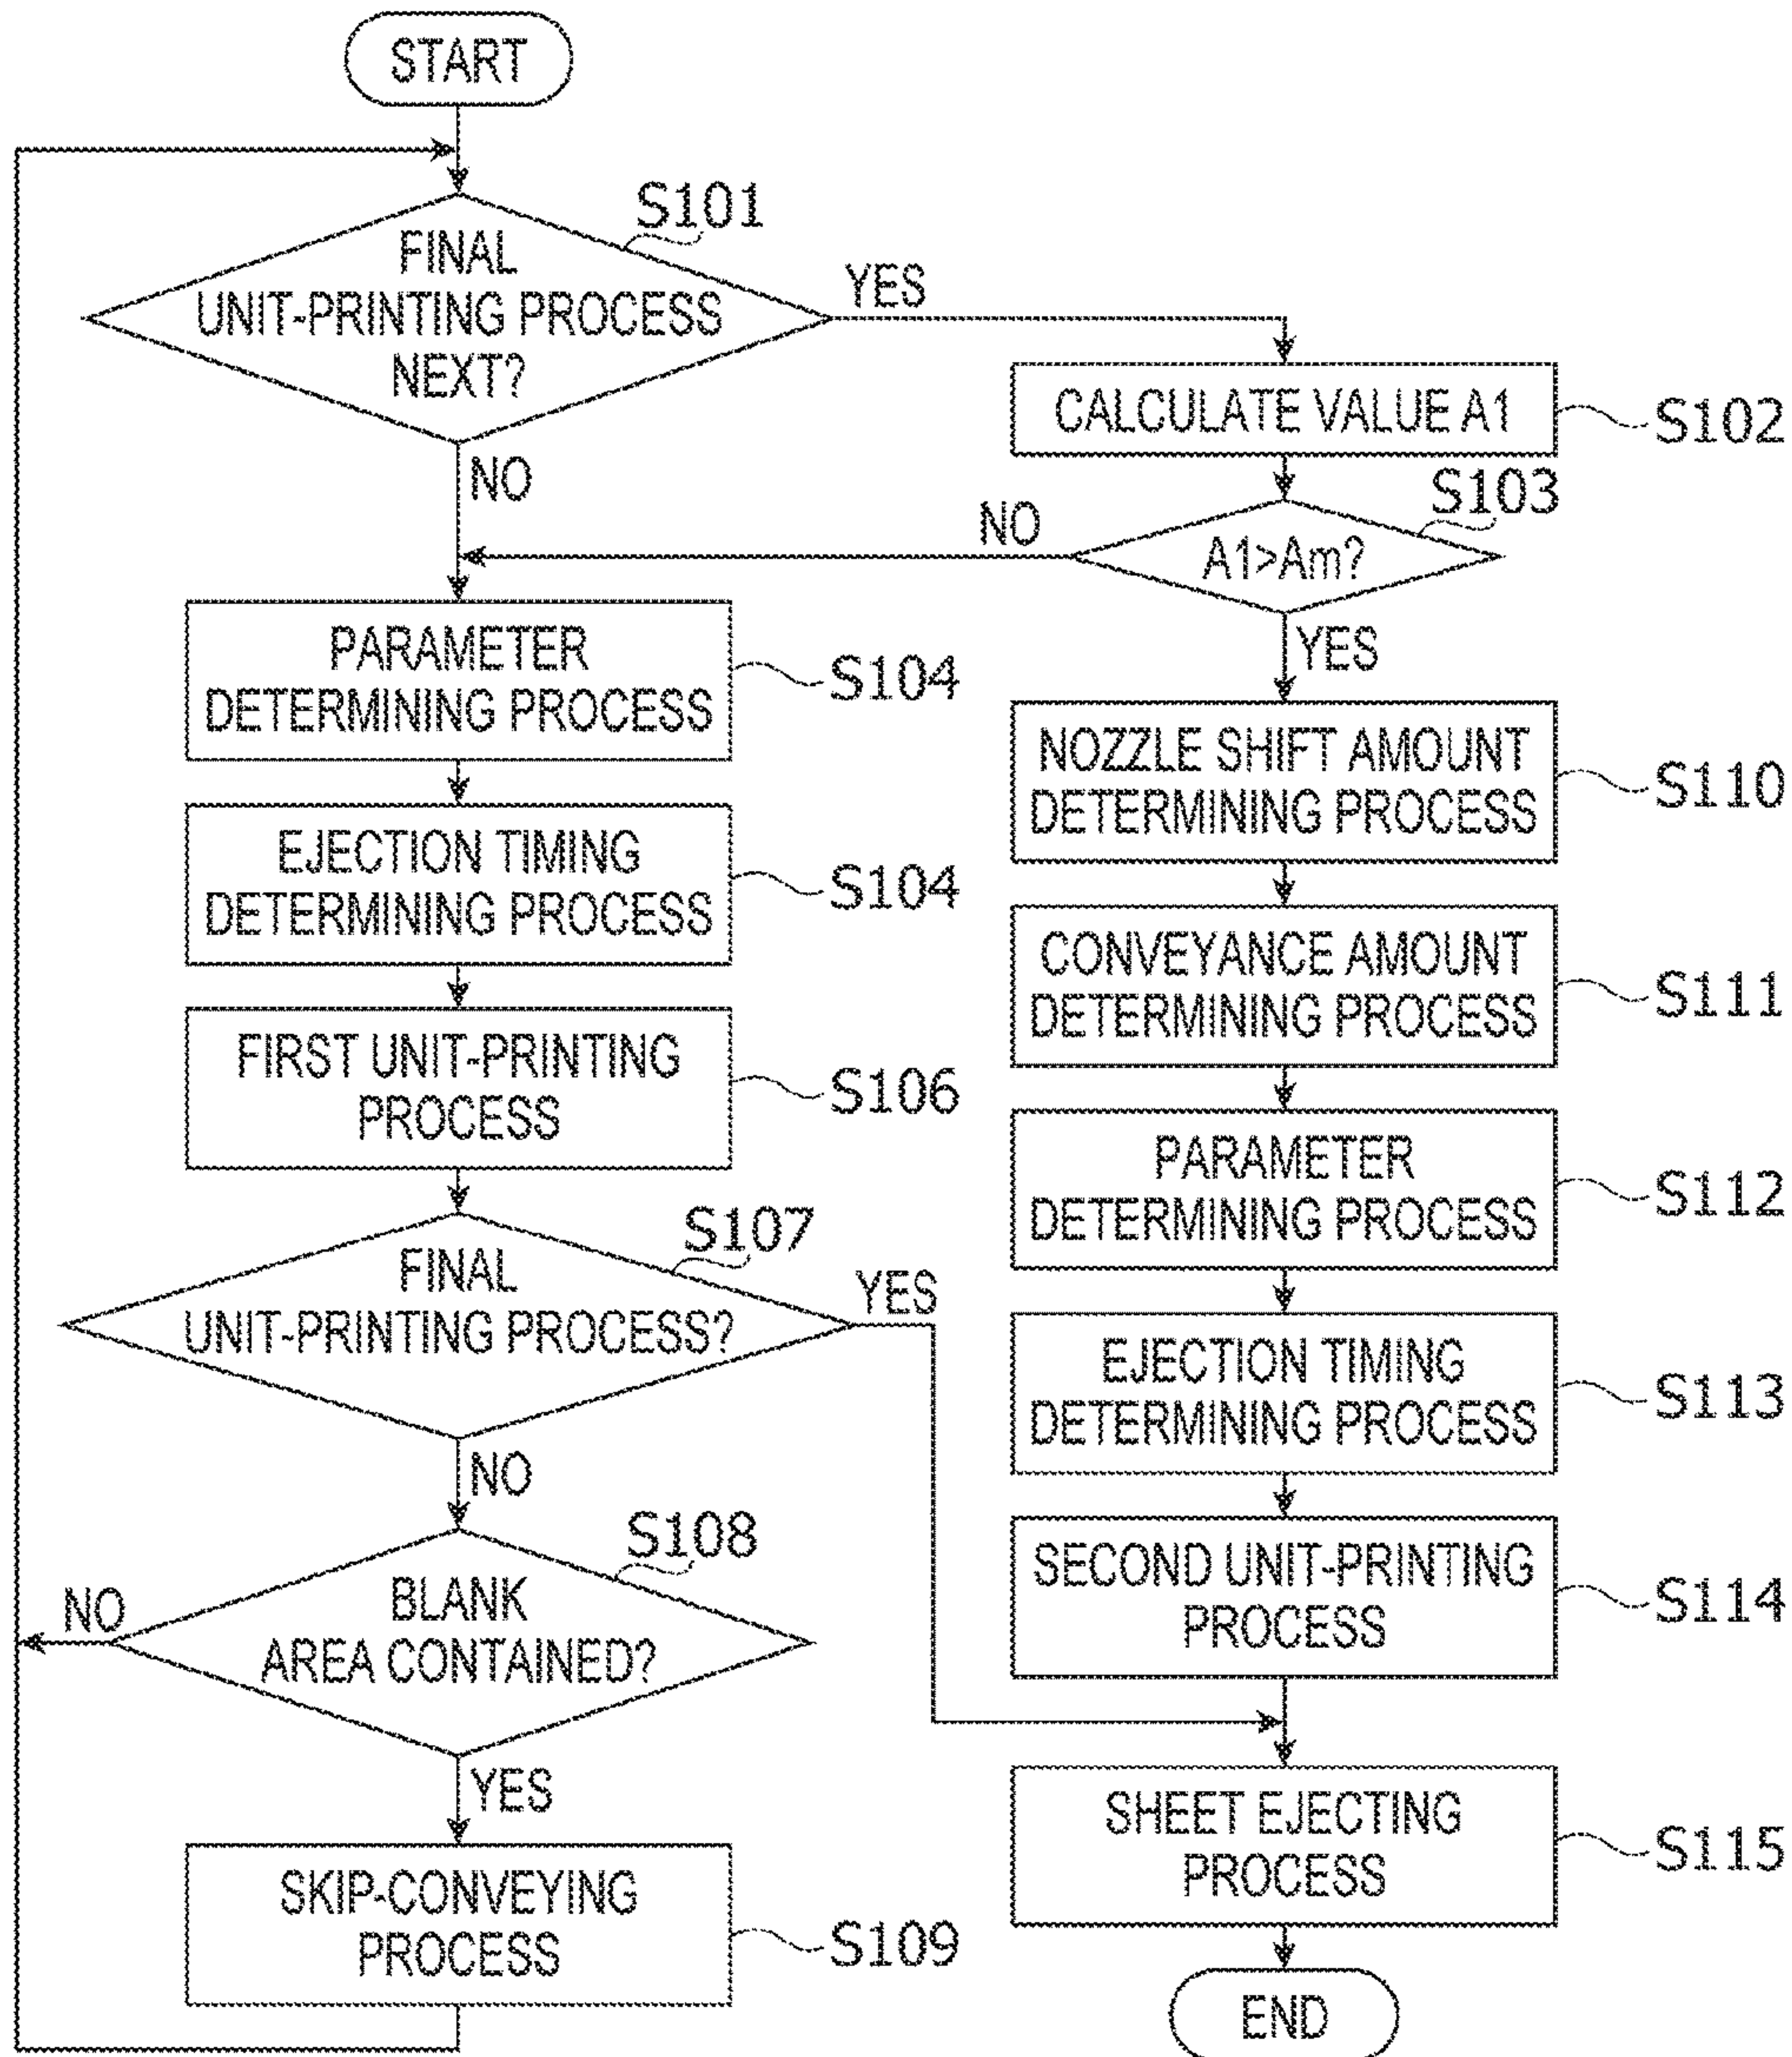 START
S101
FINAL
UNIT-PRINTING PROCESS
NEXT?
YES
NO
CALCULATE VALUE A1
S102
S103
A1>Am?
NO
YES
PARAMETER
DETERMINING PROCESS
S104
EJECTION TIMING
DETERMINING PROCESS
S104
FIRST UNIT-PRINTING
PROCESS
S106
S107
FINAL
UNIT-PRINTING PROCESS?
YES
NO
S108
BLANK
AREA CONTAINED?
NO
YES
SKIP-CONVEYING
PROCESS
S109
NOZZLE SHIFT AMOUNT
DETERMINING PROCESS
S110
CONVEYANCE AMOUNT
DETERMINING PROCESS
S111
PARAMETER
DETERMINING PROCESS
S112
EJECTION TIMING
DETERMINING PROCESS
S113
SECOND UNIT-PRINTING
PROCESS
S114
SHEET EJECTING
PROCESS
S115
END